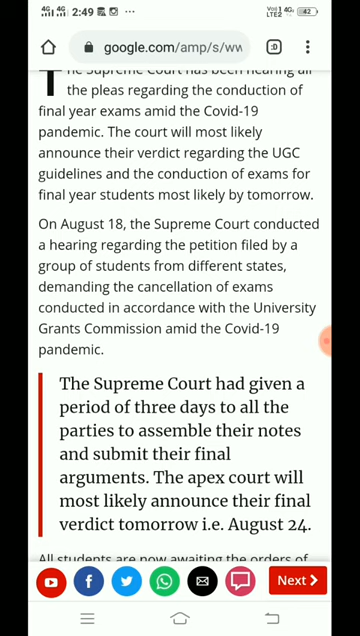 2:49
42
google.com/amp/s/ww
:D
The Supreme Court has been hearing all
the pleas regarding the conduction of
final year exams amid the Covid-19
pandemic. The court will most likely
announce their verdict regarding the UGC
guidelines and the conduction of exams for
final year students most likely by tomorrow.
On August 18, the Supreme Court conducted
a hearing regarding the petition filed by a
group of students from different states,
demanding the cancellation of exams
conducted in accordance with the University
Grants Commission amid the Covid-19
pandemic.
The Supreme Court had given a
period of three days to all the
parties to assemble their notes
and submit their final
arguments. The apex court will
most likely announce their final
verdict tomorrow i.e. August 24.
All students are now awaiting the orders of
Next